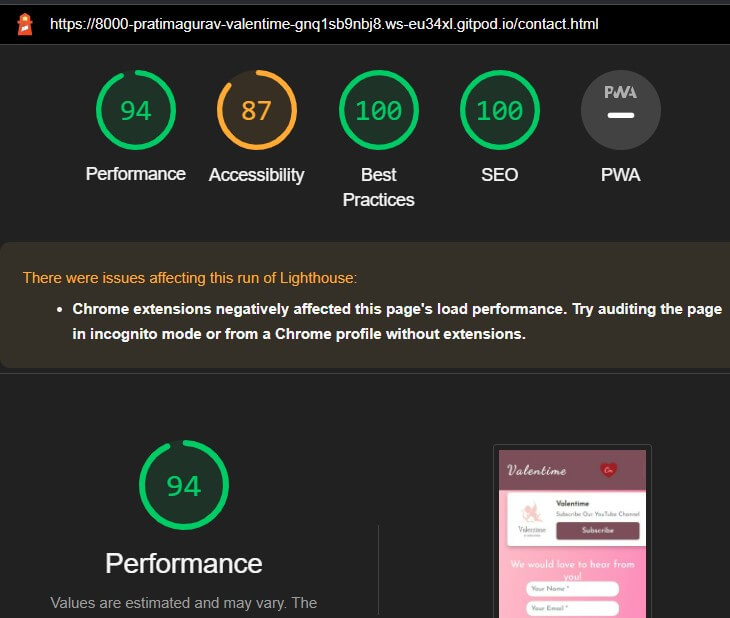 https://8000-pratimagurav-valentime-gnq1sb9nbj8.ws-eu34xl.gitpod.io/contact.html
94
87
100
100
PWA
Performance
Accessibility
Best
Practices
SEO
PWA
There were issues affecting this run of Lighthouse:
• Chrome extensions negatively affected this page's load performance. Try auditing the page
in incognito mode or from a Chrome profile without extensions.
94
Performance
Values are estimated and may vary. The
Valentime
Valentime
Subscribe Our YouTube Channel
Valentime
Subscribe
We would love to hear from
you!
Your Name *
Your Email *